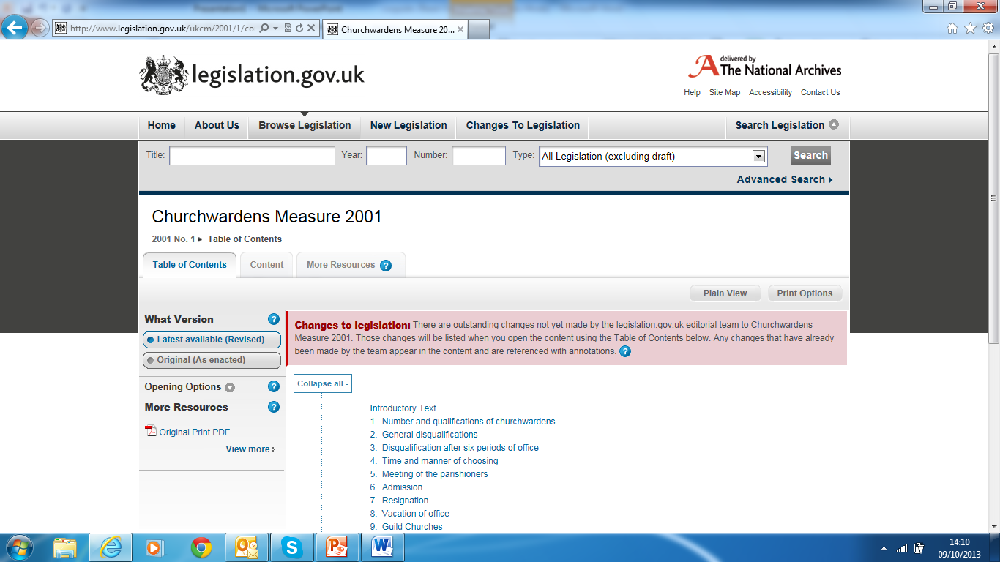 http://www.legislation.gov.uk/ukcm/2001/1/co
Churchwardens Measure 20...
legislation.gov.uk
delivered by
The National Archives
Help Site Map Accessibility Contact Us
Home About Us Browse Legislation New Legislation Changes To Legislation Search Legislation
Title: Year: Number: Type: All Legislation (excluding draft) Search
Advanced Search
Churchwardens Measure 2001
2001 No. 1 Table of Contents
Table of Contents Content More Resources ?
Plain View Print Options
What Version ?
Latest available (Revised)
Original (As enacted)
Opening Options ?
More Resources ?
Original Print PDF
View more
Changes to legislation: There are outstanding changes not yet made by the legislation.gov.uk editorial team to Churchwardens
Measure 2001. Those changes will be listed when you open the content using the Table of Contents below. Any changes that have already
been made by the team appear in the content and are referenced with annotations. ?
Collapse all -
Introductory Text
1. Number and qualifications of churchwardens
2. General disqualifications
3. Disqualification after six periods of office
4. Time and manner of choosing
5. Meeting of the parishioners
6. Admission
7. Resignation
8. Vacation of office
9. Guild Churches
14:10
09/10/2013